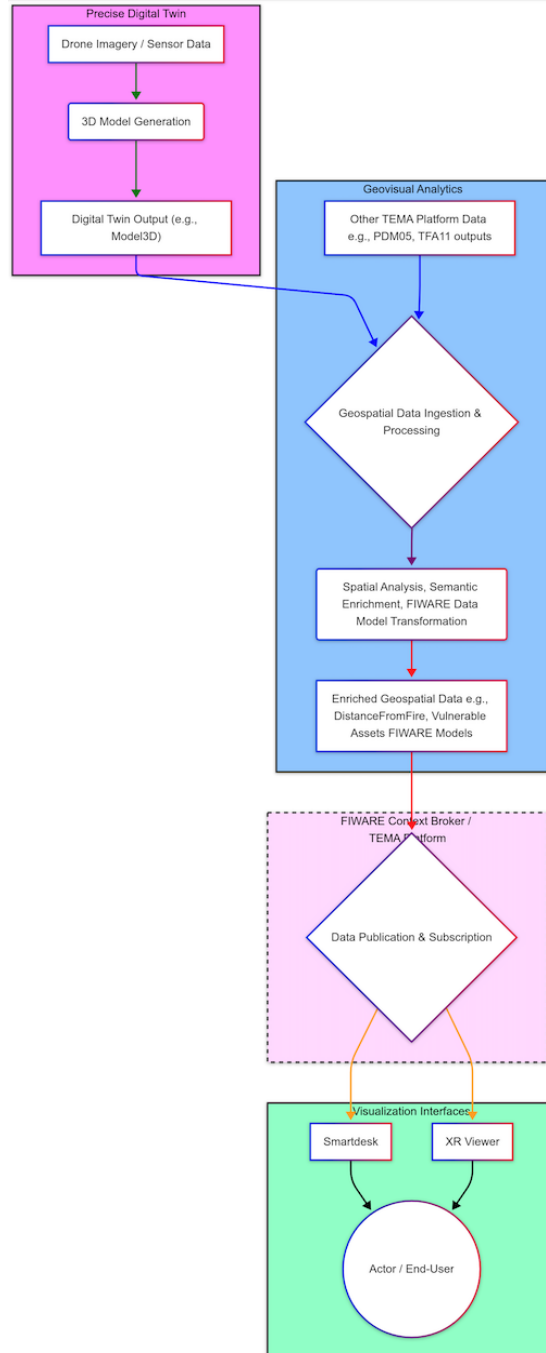 Precise Digital Twin
Drone Imagery / Sensor Data
3D Model Generation
Digital Twin Output (e.g.,
Model3D)
Geovisual Analytics
Other TEMA Platform Data
e.g., PDM05, TFA11 outputs
Geospatial Data Ingestion &
Processing
Spatial Analysis, Semantic
Enrichment, FIWARE Data
Model Transformation
Enriched Geospatial Data e.g.,
DistanceFromFire, Vulnerable
Assets FIWARE Models
FIWARE Context Broker /
TEMA Platform
Data Publication & Subscription
Visualization Interfaces
Smartdesk
XR Viewer
Actor / End-User